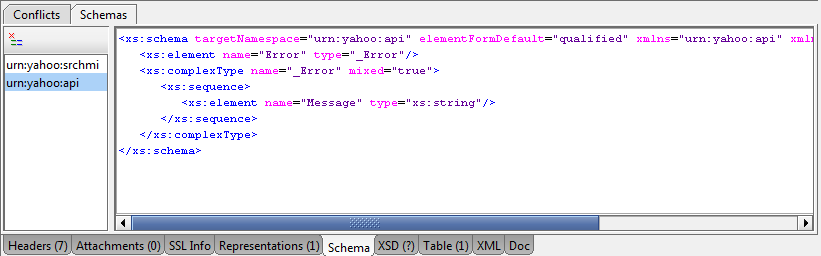 Conflicts Schemas
urn:yahoo:srchmi
urn:yahoo:api
<xs:schema targetNamespace="urn:yahoo:api" elementFormDefault="qualified" xmlns="urn:yahoo:api" xmln
<xs:element name="Error" type="_Error"/>
<xs:complexType name="_Error" mixed="true">
<xs:sequence>
<xs:element name="Message" type="xs:string"/>
</xs:sequence>
</xs:complexType>
</xs:schema>
Headers (7) Attachments (0) SSL Info Representations (1) Schema XSD (?) Table (1) XML Doc